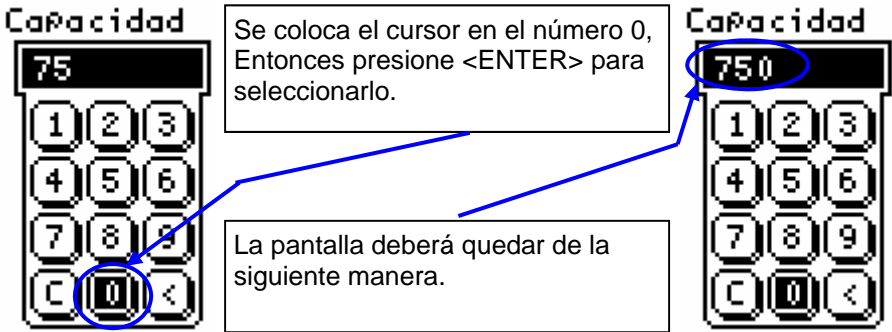 Capacidad
75
1 2 3
4 5 6
7 8 9
C 0 <
Se coloca el cursor en el número 0,
Entonces presione <ENTER> para
seleccionarlo.
La pantalla deberá quedar de la
siguiente manera.
Capacidad
750
1 2 3
4 5 6
7 8 9
C 0 <